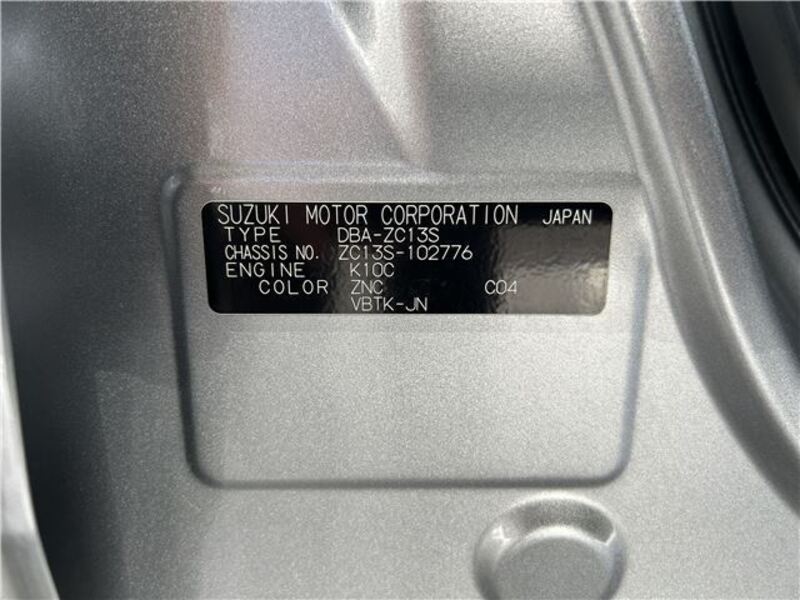 SUZUKI MOTOR CORPORATION JAPAN
TYPE DBA-ZC13S
CHASSIS NO. ZC13S-102776
ENGINE K10C
COLOR ZNC C04
VBTK-JN